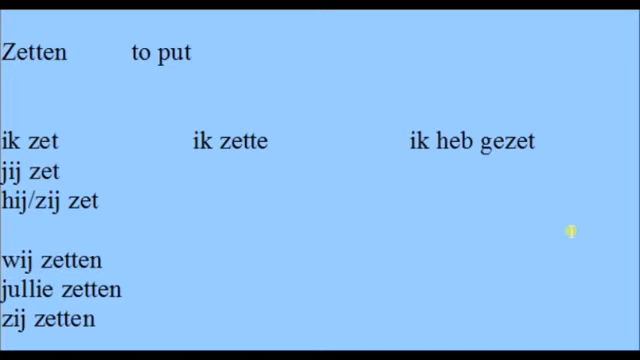 Zetten to put
ik zet ik zette ik heb gezet
jij zet
hij/zij zet
wij zetten
jullie zetten
zij zetten